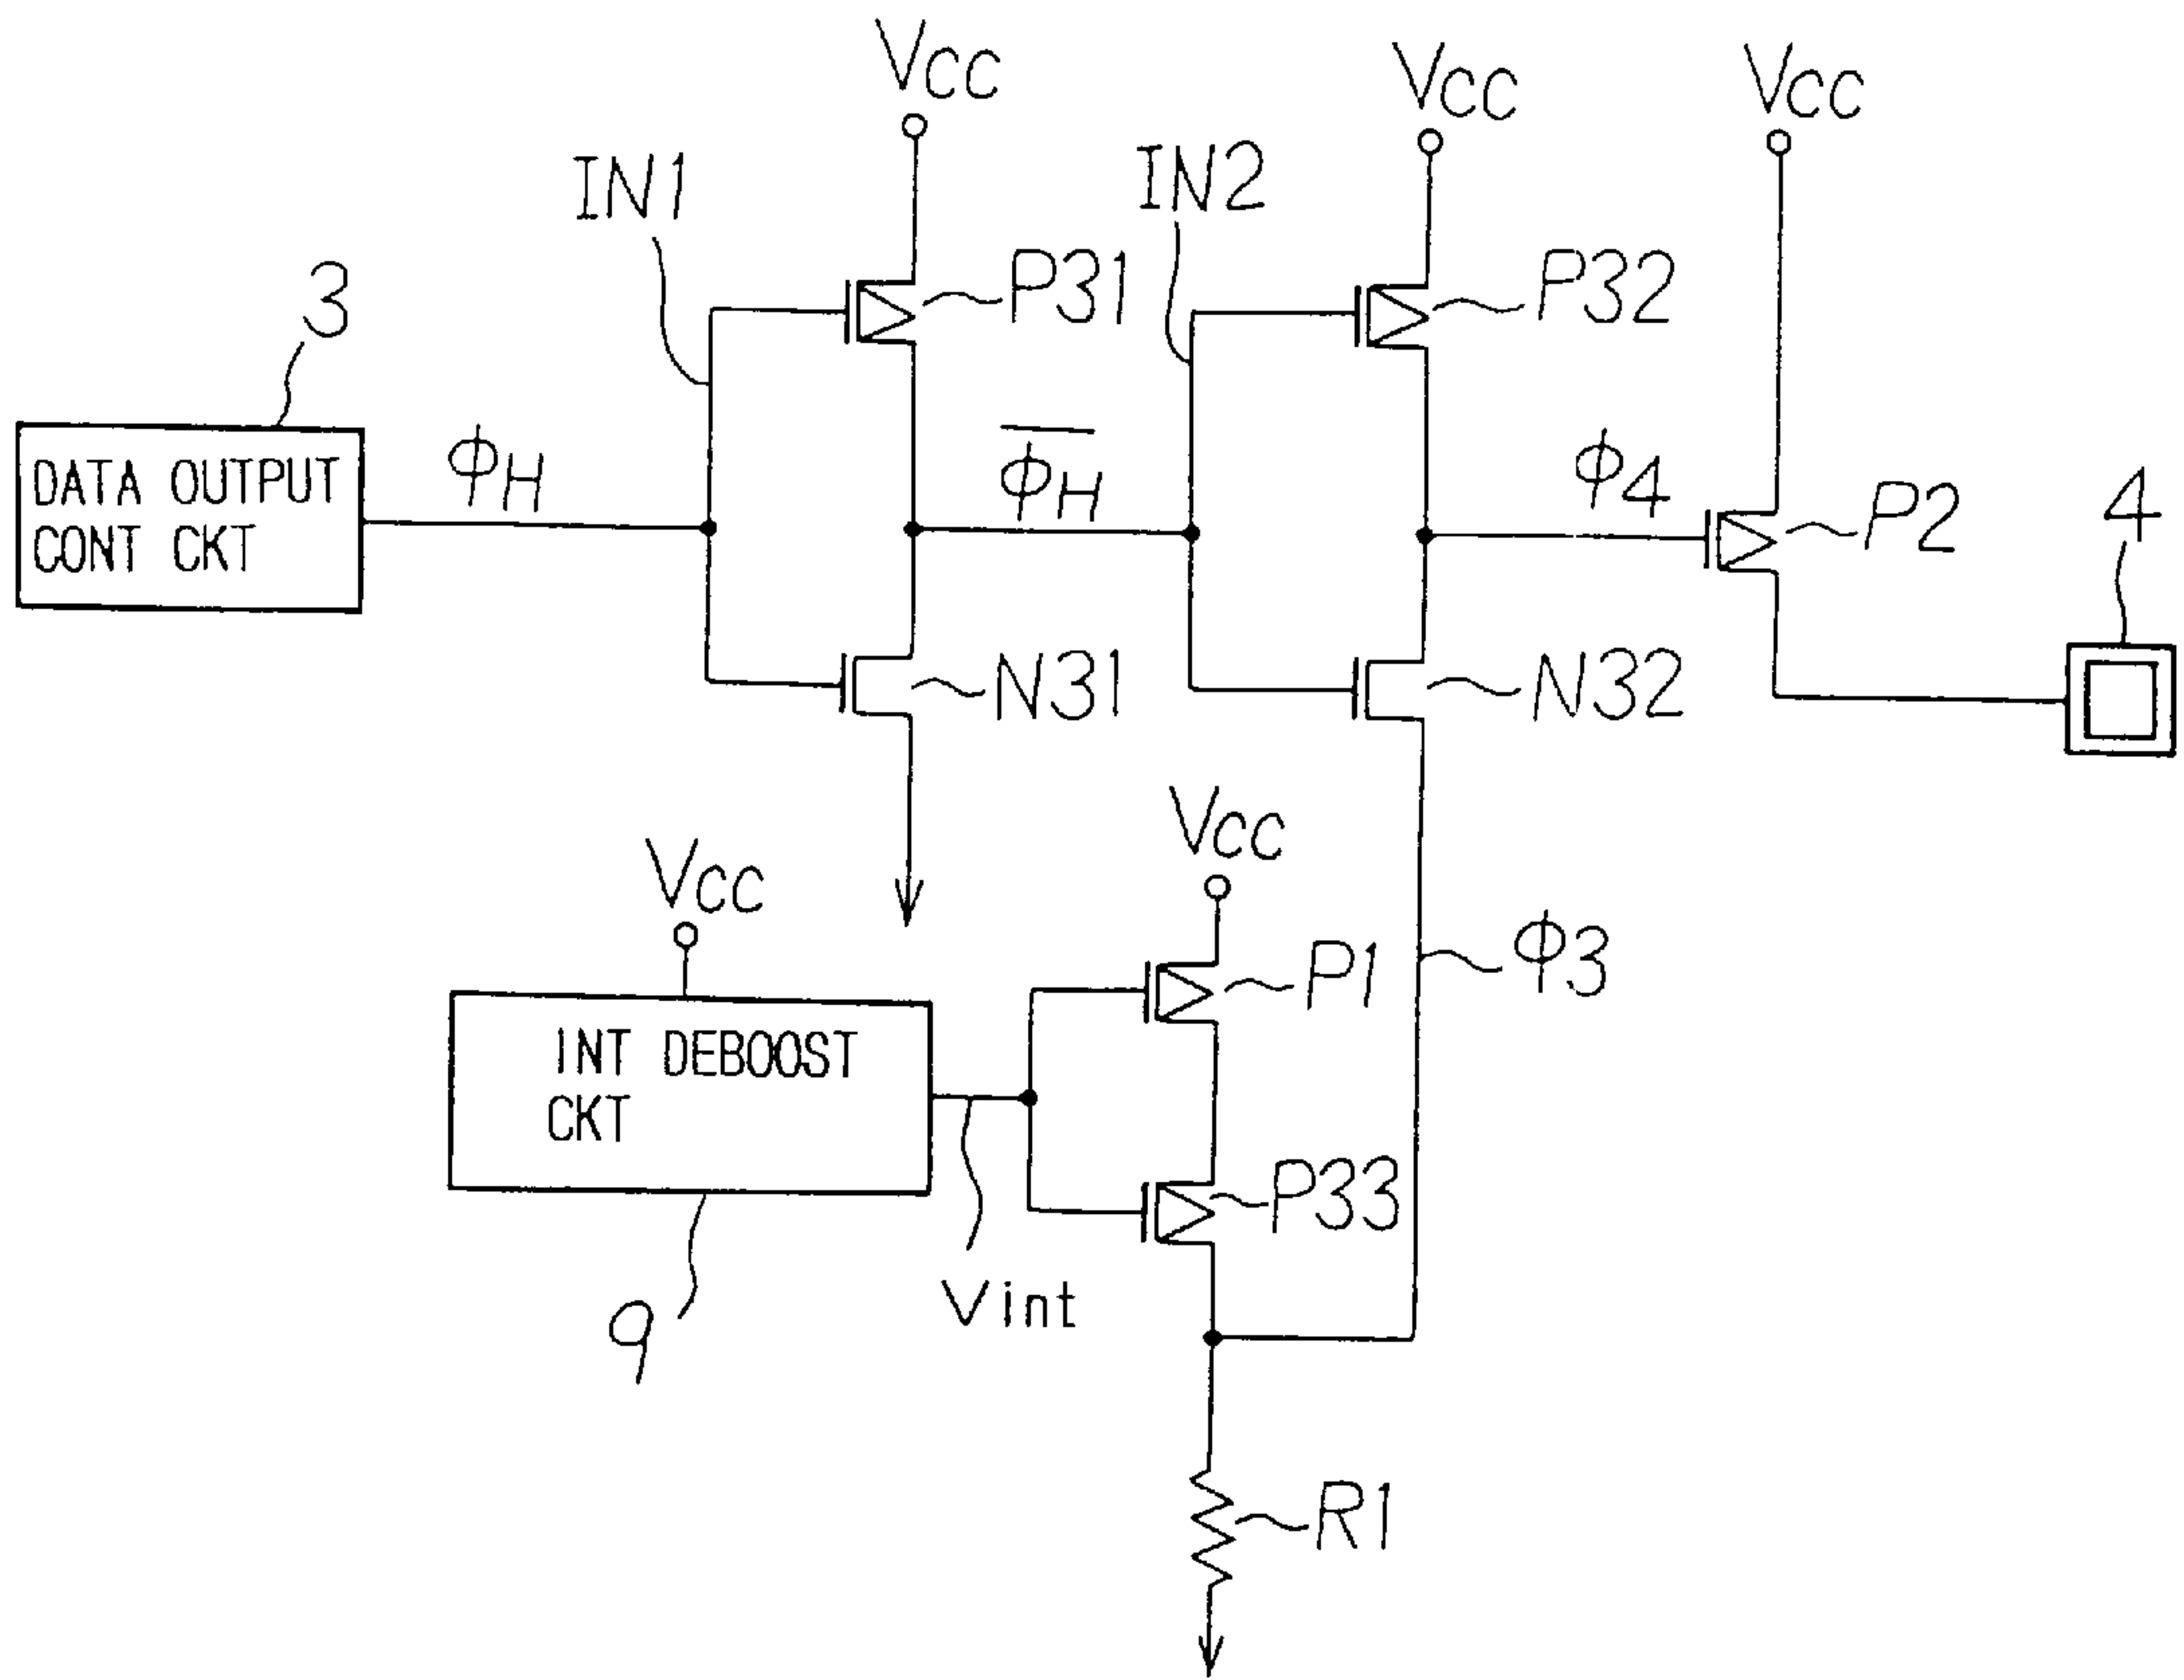 VCC
VCC
VCC
IN1
IN2
P31
P32
3
DATA OUTPUT
CONT CKT
ΦH
Φ̅H̅
Φ4
P2
4
N31
N32
VCC
VCC
INT DEBOOST
CKT
P1
Φ3
P33
9
Vint
R1